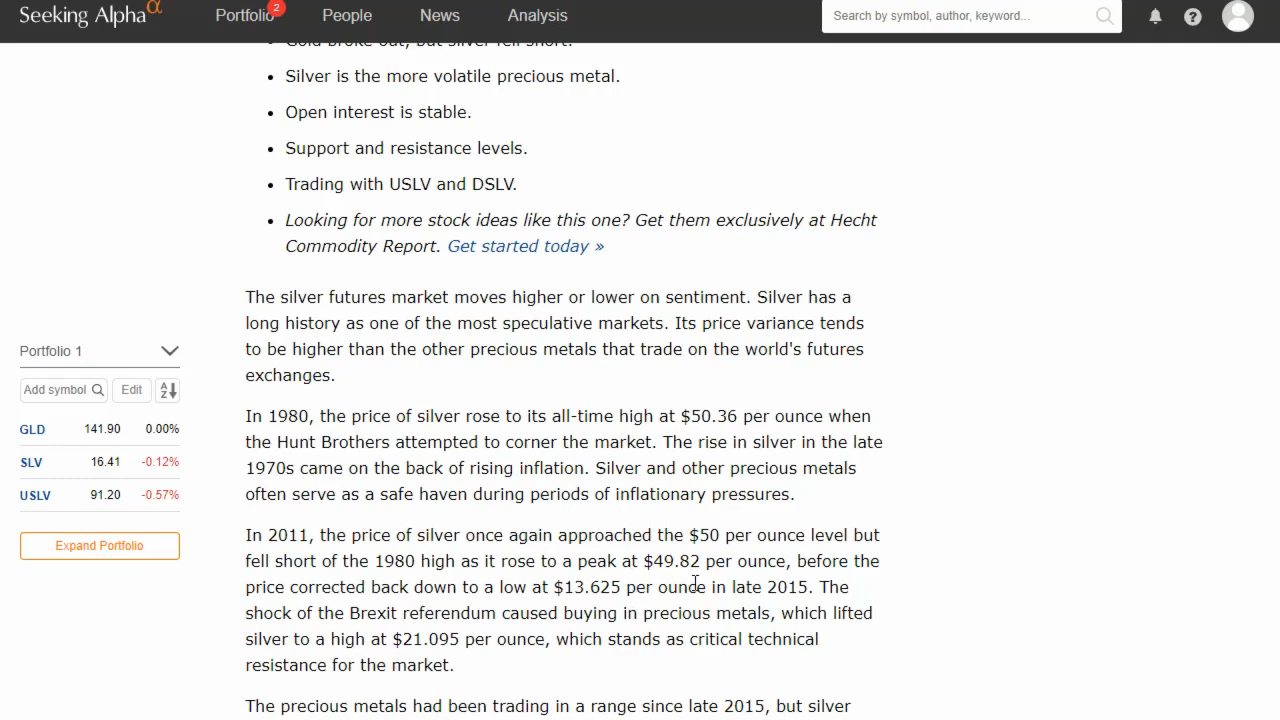 Seeking Alpha α
Portfolio 2 People News Analysis
Search by symbol, author, keyword...
?
Gold broke out, but silver fell short.
• Silver is the more volatile precious metal.
• Open interest is stable.
• Support and resistance levels.
• Trading with USLV and DSLV.
• Looking for more stock ideas like this one? Get them exclusively at Hecht
Commodity Report. Get started today »
The silver futures market moves higher or lower on sentiment. Silver has a
long history as one of the most speculative markets. Its price variance tends
to be higher than the other precious metals that trade on the world's futures
exchanges.
In 1980, the price of silver rose to its all-time high at $50.36 per ounce when
the Hunt Brothers attempted to corner the market. The rise in silver in the late
1970s came on the back of rising inflation. Silver and other precious metals
often serve as a safe haven during periods of inflationary pressures.
In 2011, the price of silver once again approached the $50 per ounce level but
fell short of the 1980 high as it rose to a peak at $49.82 per ounce, before the
price corrected back down to a low at $13.625 per ounce in late 2015. The
shock of the Brexit referendum caused buying in precious metals, which lifted
silver to a high at $21.095 per ounce, which stands as critical technical
resistance for the market.
The precious metals had been trading in a range since late 2015, but silver
Portfolio 1
Add symbol Edit A Z
GLD 141.90 0.00%
SLV 16.41 -0.12%
USLV 91.20 -0.57%
Expand Portfolio